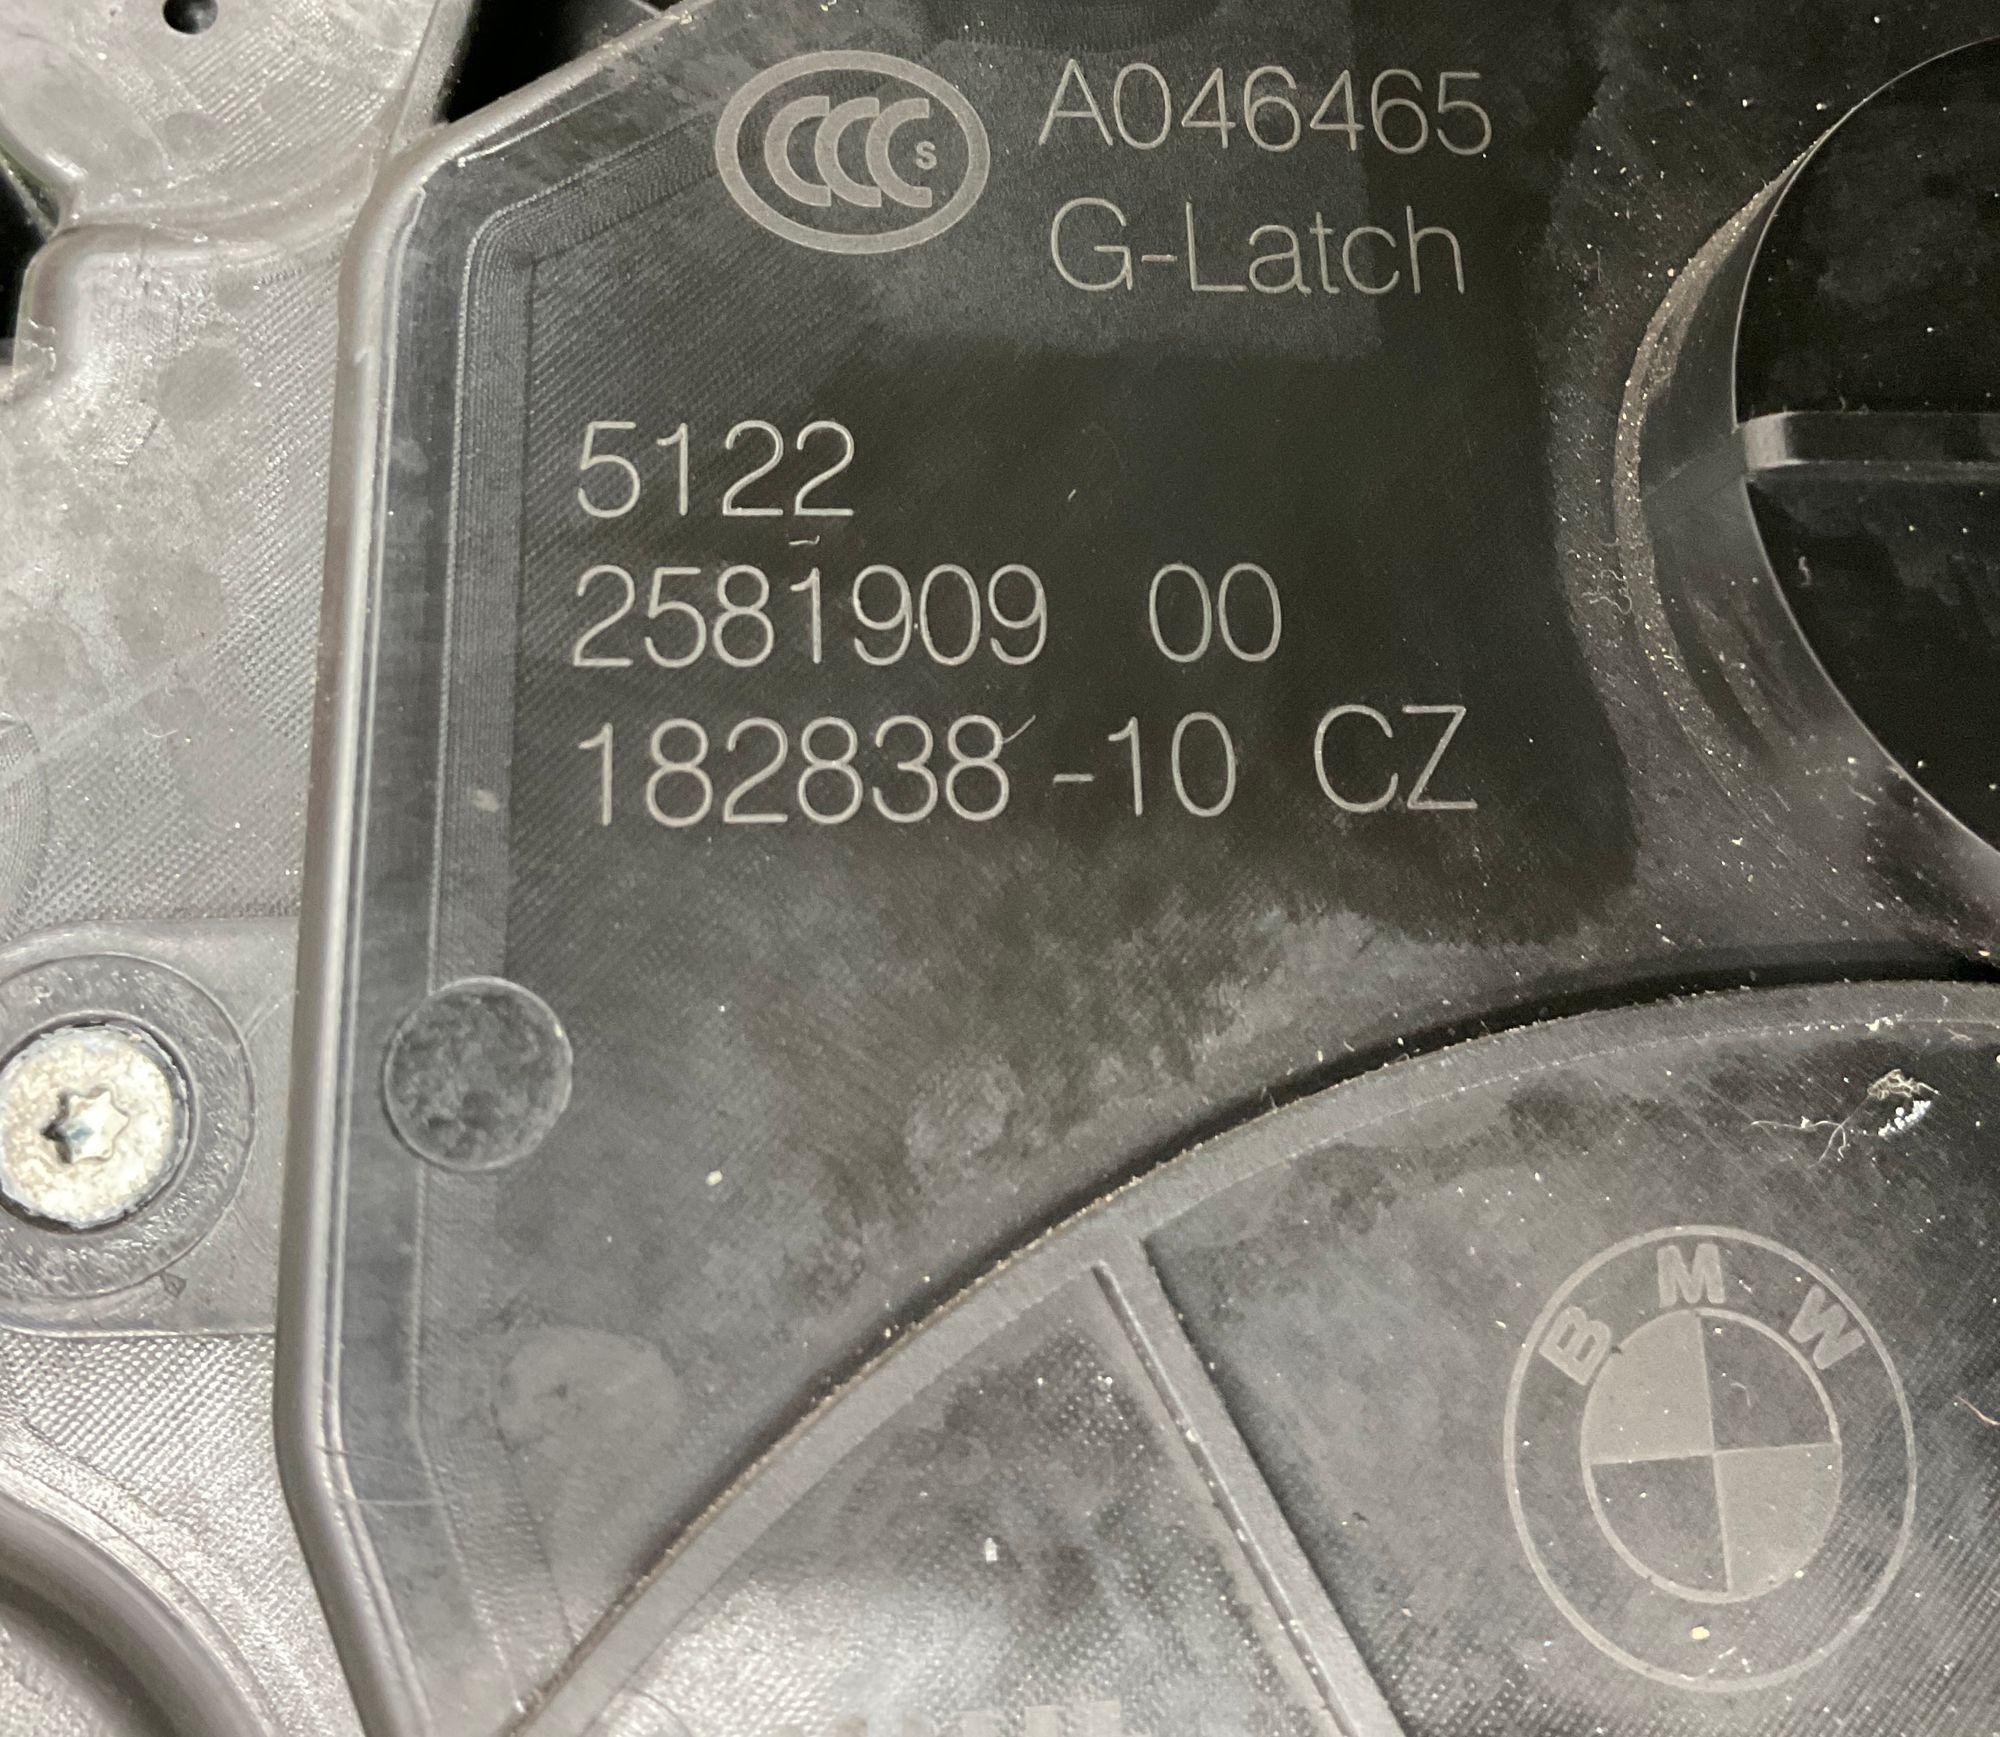 CCC S A046465
G-Latch
5122
2581909 00
182838-10 CZ
BMW